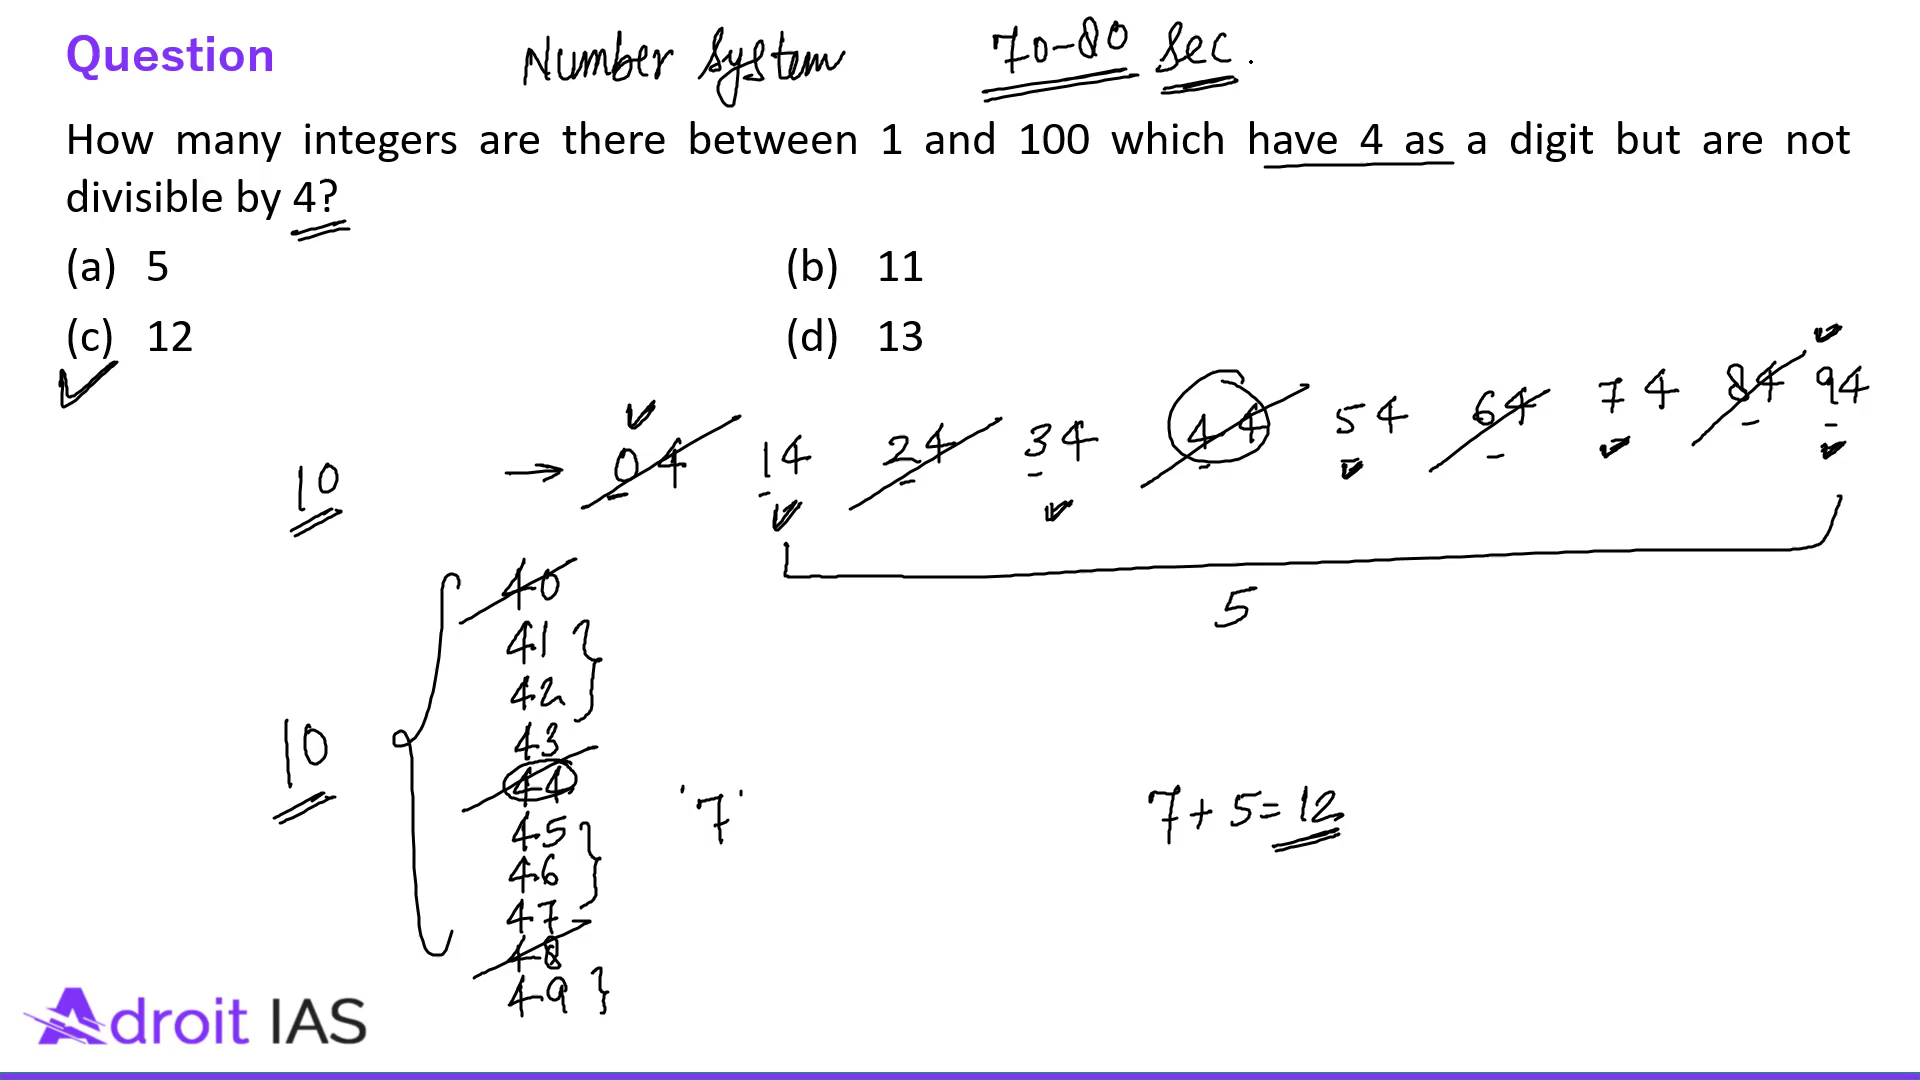 Question
Number System 70-80 Sec.
How many integers are there between 1 and 100 which have 4 as a digit but are not
divisible by 4?
(a) 5
(b) 11
(c) 12
(d) 13
10 → 04 14 24 34 44 54 64 74 84 94
5
10
40
41
42
43
44
45
46
47
48
49
'7'
7+5=12
Adroit IAS